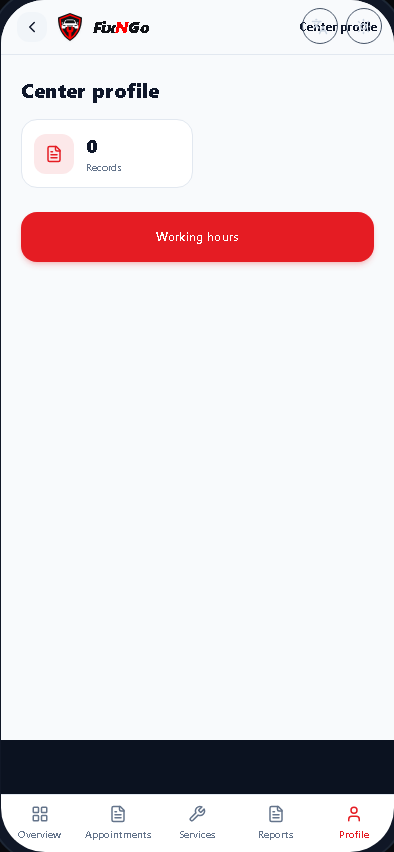 FixNGo
Center profile
Center profile
0
Records
Working hours
Overview
Appointments
Services
Reports
Profile